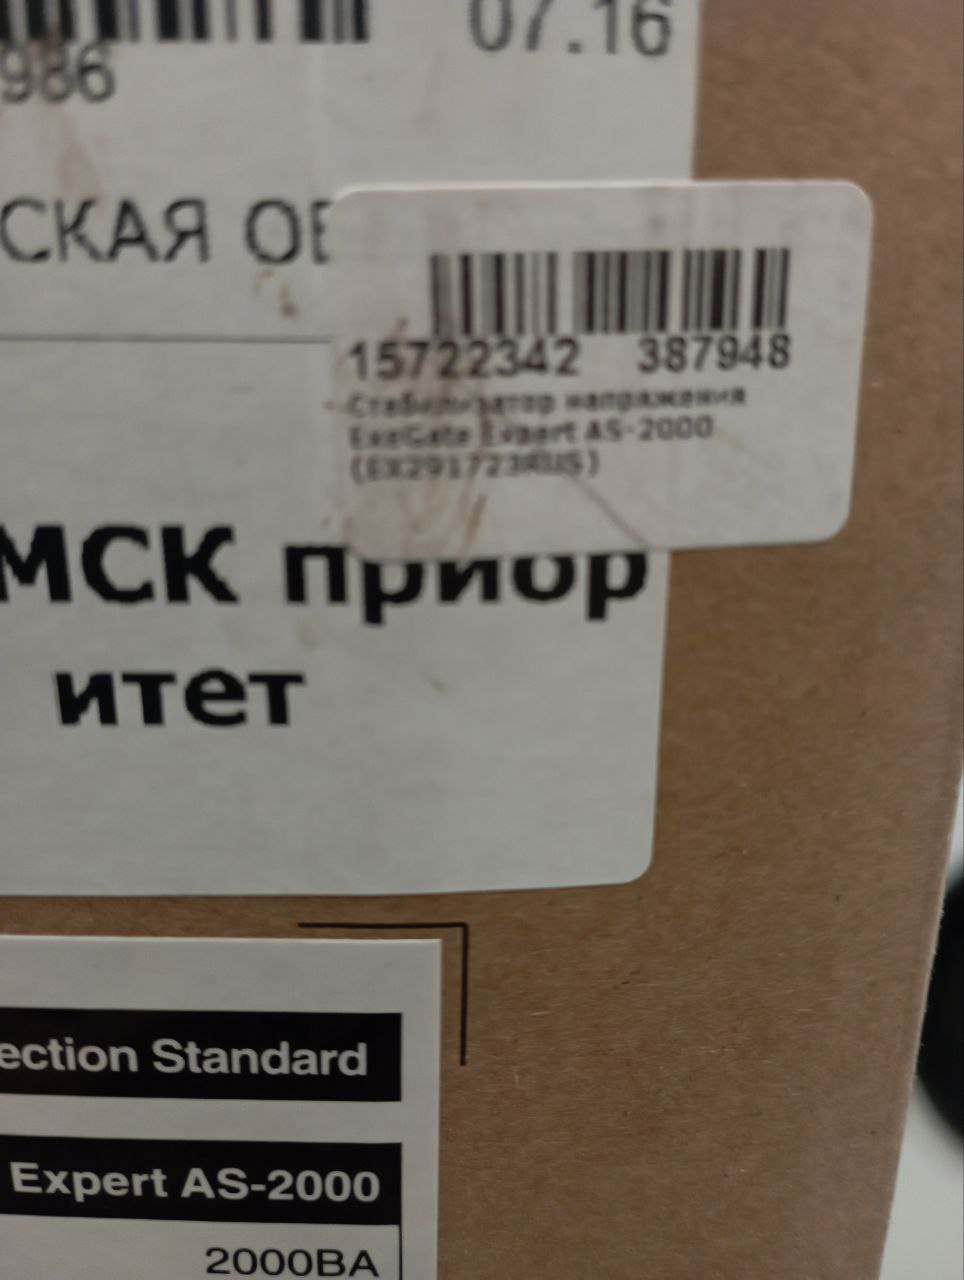 07.16
986
СКАЯ ОБ
15722342 387948
Стабилизатор напряжения
ExeGate Expert AS-2000
(EX291723RUS)
МСК приор
итет
ection Standard
Expert AS-2000
2000ВА